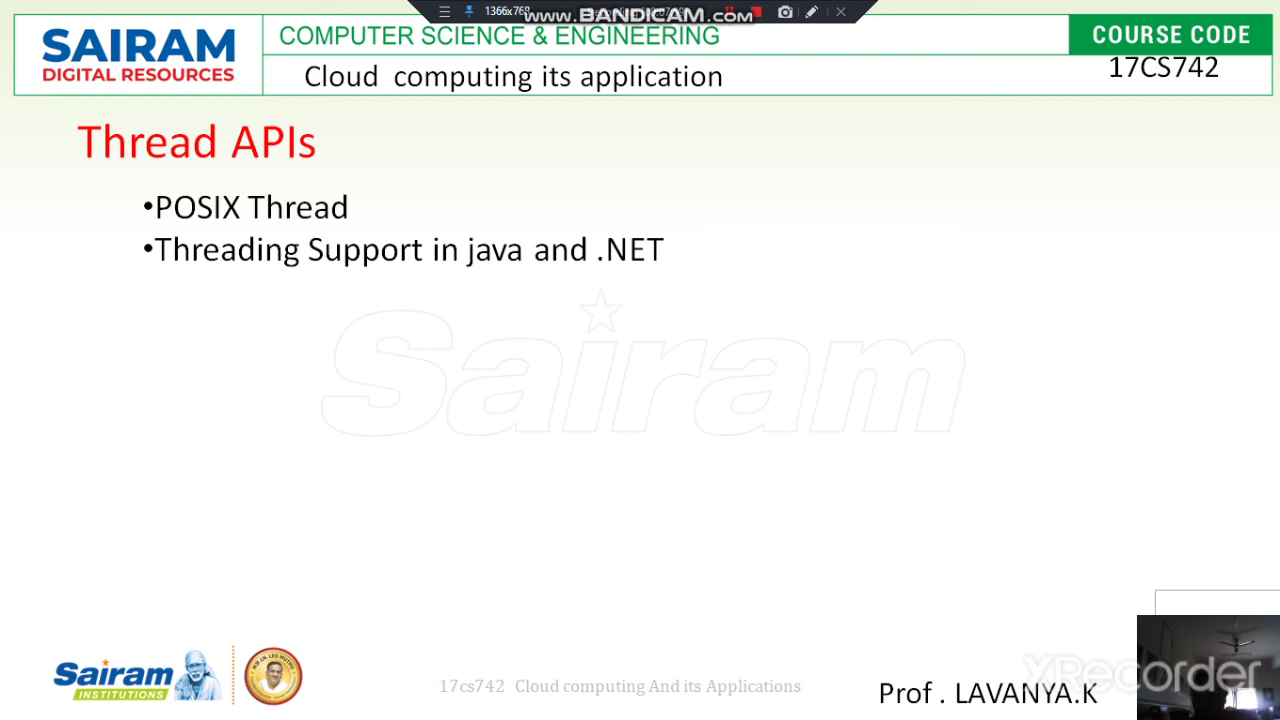 1366x768
www.BANDICAM.com
SAIRAM
DIGITAL RESOURCES
COMPUTER SCIENCE & ENGINEERING
COURSE CODE
Cloud computing its application
17CS742
Thread APIs
•POSIX Thread
•Threading Support in java and .NET
Sairam
Sairam
INSTITUTIONS
17cs742 Cloud computing And its Applications
Prof . LAVANYA.K
XRecorder